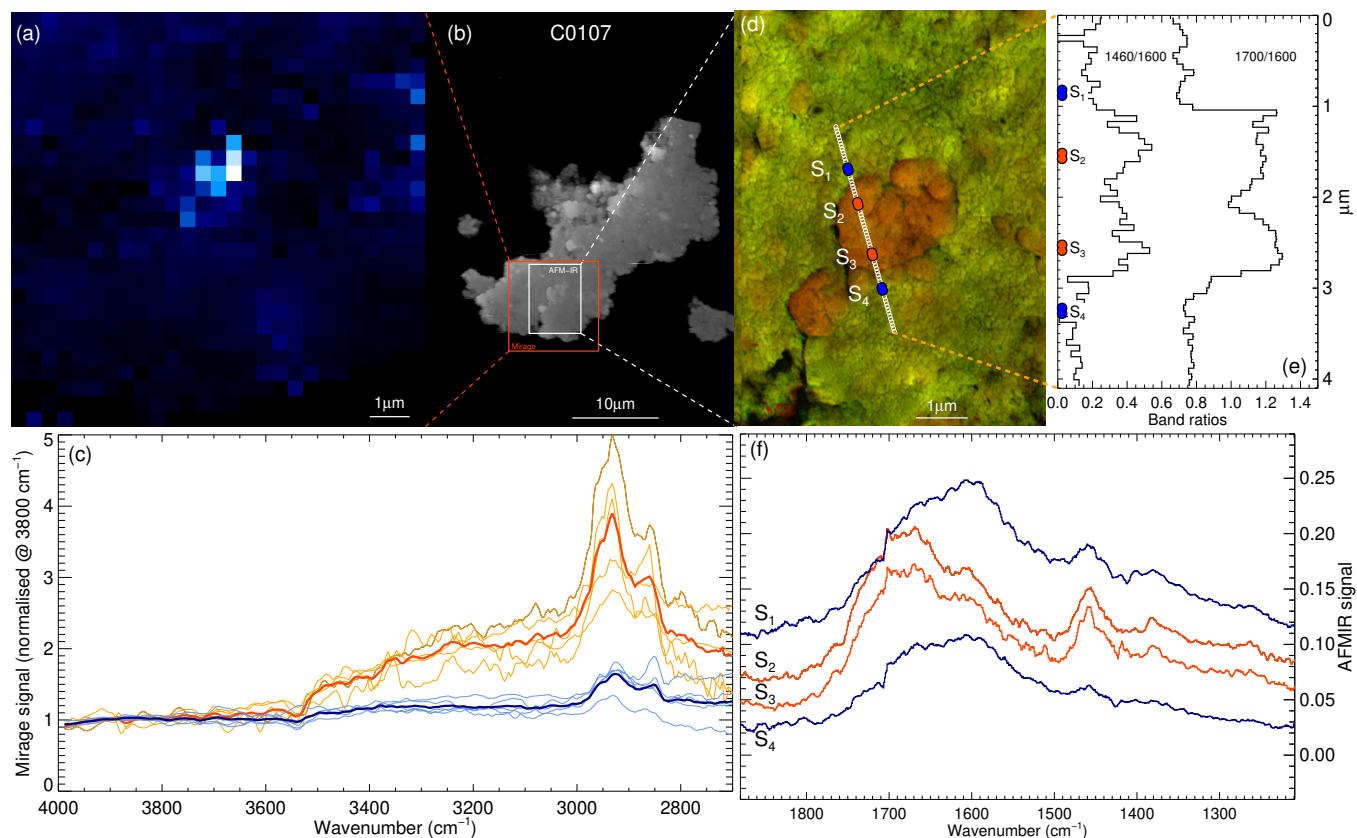 (a)
1μm
(b)
C0107
AFM-IR
Mirage
10μm
(d)
S1
S2
S3
S4
1μm
1460/1600
1700/1600
S1
S2
S3
S4
0
1
2
3
4
μm
(e)
0.0 0.2 0.4 0.6 0.8 1.0 1.2 1.4
Band ratios
(c)
5
4
3
2
1
0
Mirage signal (normalised @ 3800 cm⁻¹)
4000 3800 3600 3400 3200 3000 2800
Wavenumber (cm⁻¹)
(f)
S1
S2
S3
S4
0.25
0.20
0.15
0.10
0.05
0.00
AFMIR signal
1800 1700 1600 1500 1400 1300
Wavenumber (cm⁻¹)